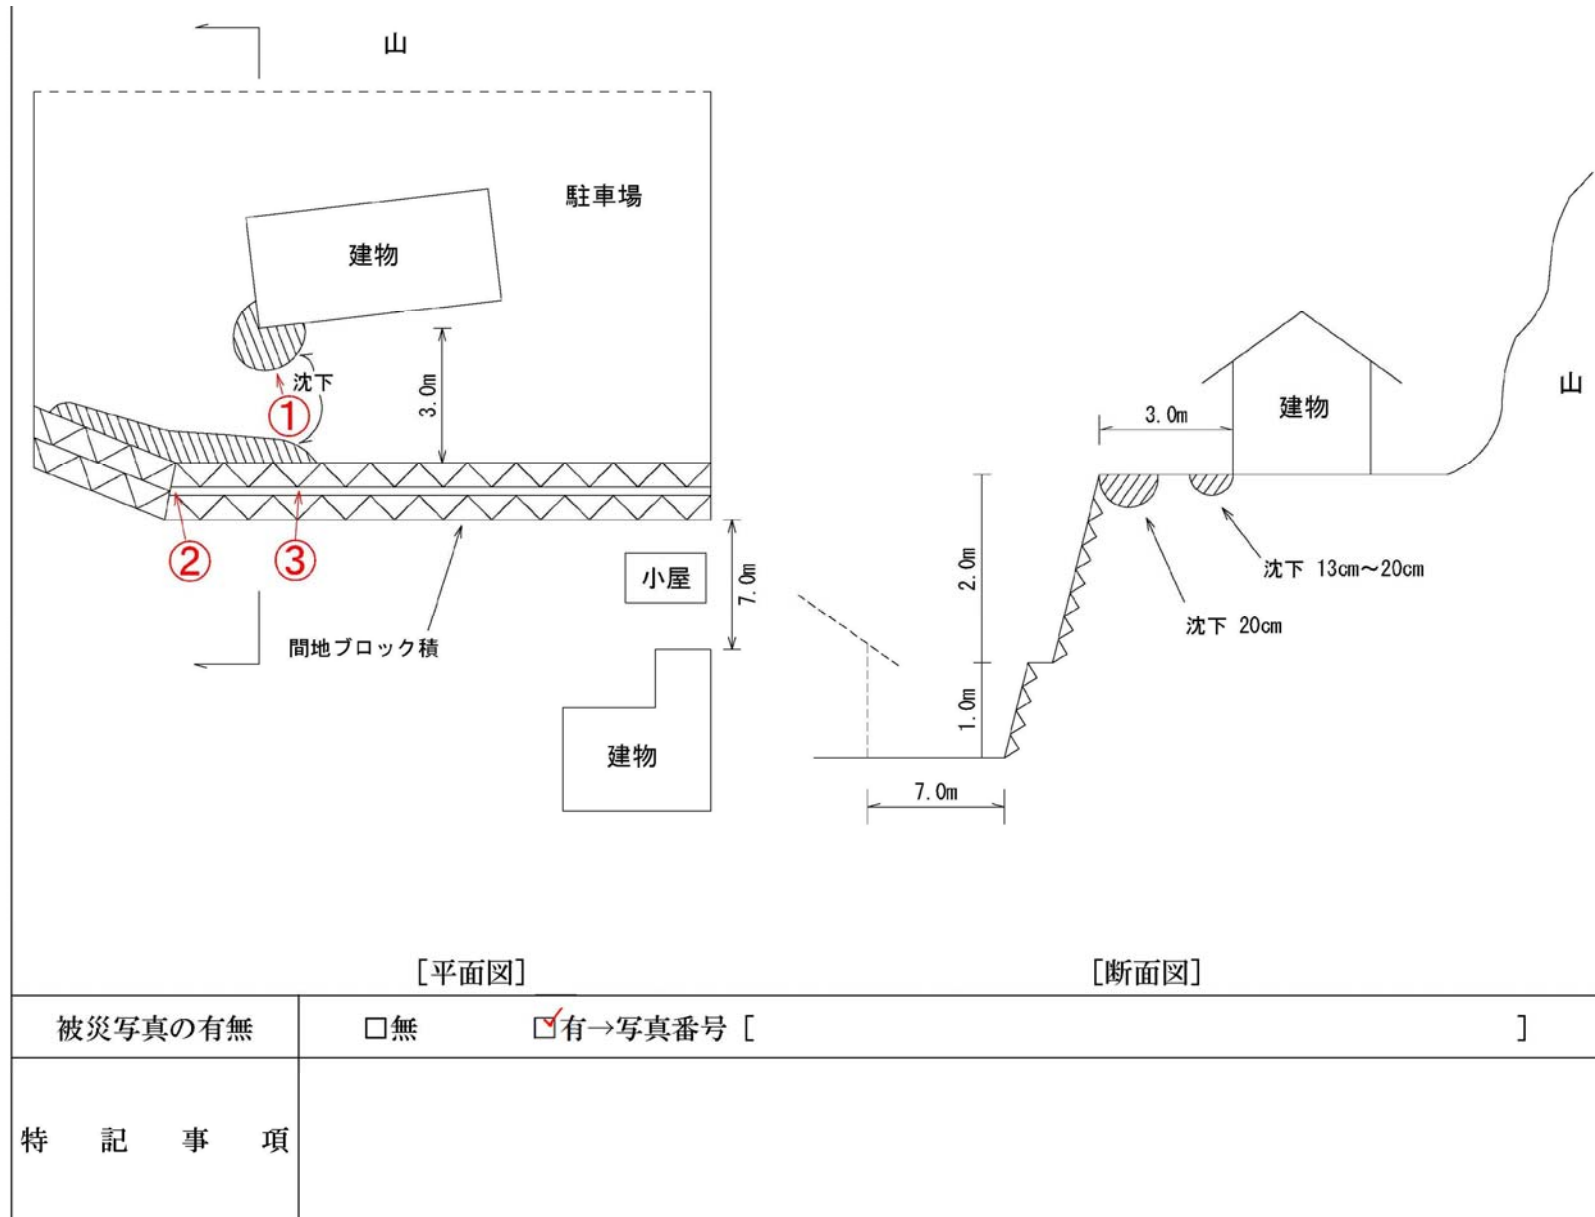 山
駐車場
建物
沈下
①
3.0m
②
③
小屋
7.0m
間地ブロック積
建物
[平面図]
山
建物
3.0m
2.0m
沈下 13cm～20cm
沈下 20cm
1.0m
7.0m
[断面図]
被災写真の有無 □無 ☑有→写真番号 [ ]
特記事項